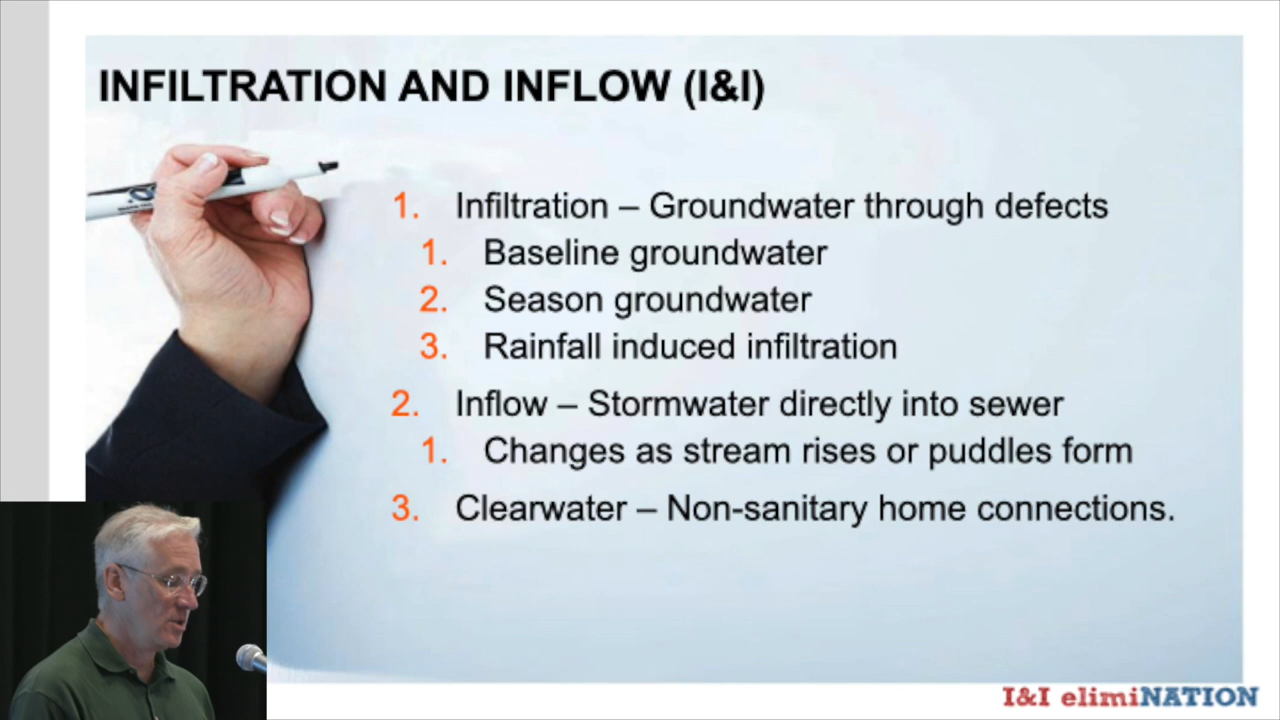 INFILTRATION AND INFLOW (I&I)
1. Infiltration – Groundwater through defects
1. Baseline groundwater
2. Season groundwater
3. Rainfall induced infiltration
2. Inflow – Stormwater directly into sewer
1. Changes as stream rises or puddles form
3. Clearwater – Non-sanitary home connections.
I&I elimiNATION